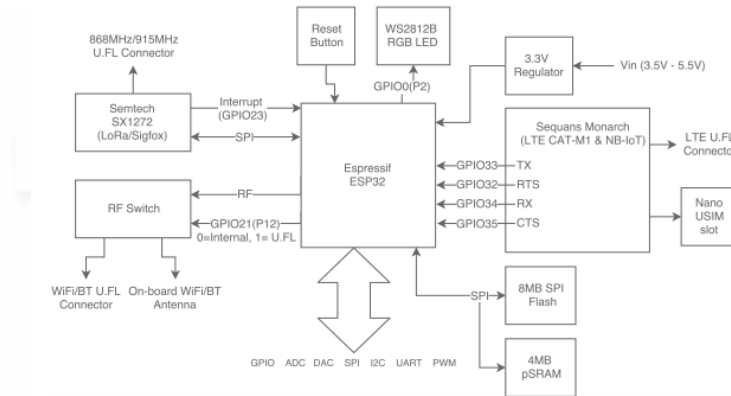 868MHz/915MHz
U.FL Connector
Reset
Button
WS2812B
RGB LED
3.3V
Regulator
Vin (3.5V - 5.5V)
GPIO0(P2)
Semtech
SX1272
(LoRa/Sigfox)
Interrupt
(GPIO23)
SPI
Espressif
ESP32
Sequans Monarch
(LTE CAT-M1 & NB-IoT)
LTE U.FL
Connector
GPIO33
TX
GPIO32
RTS
GPIO34
RX
GPIO35
CTS
Nano
USIM
slot
RF Switch
RF
GPIO21(P12)
0=Internal, 1= U.FL
WiFi/BT U.FL
Connector
On-board WiFi/BT
Antenna
SPI
8MB SPI
Flash
4MB
pSRAM
GPIO ADC DAC SPI I2C UART PWM